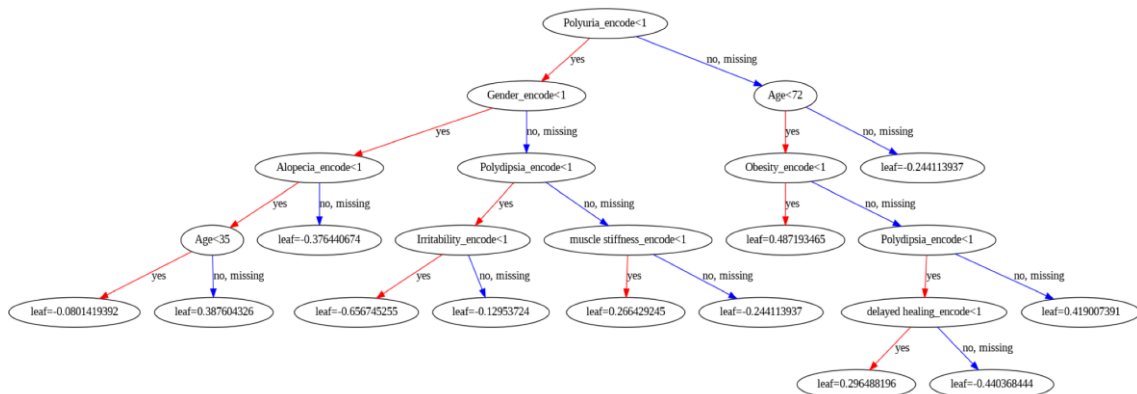 Polyuria_encode<1
yes
no, missing
Gender_encode<1
Age<72
yes
no, missing
yes
no, missing
Alopecia_encode<1
Polydipsia_encode<1
Obesity_encode<1
leaf=-0.244113937
yes
no, missing
yes
no, missing
yes
no, missing
Age<35
leaf=-0.376440674
Irritability_encode<1
muscle stiffness_encode<1
leaf=0.487193465
Polydipsia_encode<1
yes
no, missing
yes
no, missing
yes
no, missing
yes
no, missing
leaf=-0.0801419392
leaf=0.387604326
leaf=-0.656745255
leaf=-0.12953724
leaf=0.266429245
leaf=-0.244113937
delayed healing_encode<1
leaf=0.419007391
yes
no, missing
leaf=0.296488196
leaf=-0.440368444